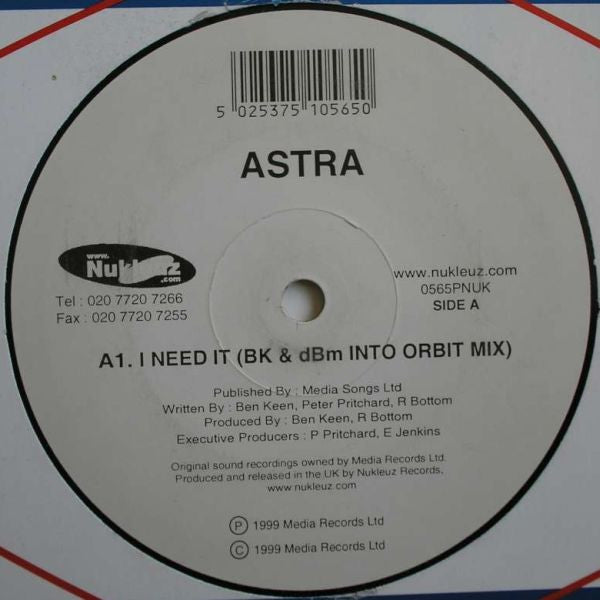 5 025375 105650
ASTRA
www.
Nukleuz
.com
Tel : 020 7720 7266
Fax : 020 7720 7255
www.nukleuz.com
0565PNUK
SIDE A
A1. I NEED IT (BK & dBm INTO ORBIT MIX)
Published By : Media Songs Ltd
Written By : Ben Keen, Peter Pritchard, R Bottom
Produced By : Ben Keen, R Bottom
Executive Producers : P Pritchard, E Jenkins
Original sound recordings owned by Media Records Ltd.
Produced and released in the UK by Nukleuz Records,
www.nukleuz.com
Ⓟ 1999 Media Records Ltd
© 1999 Media Records Ltd